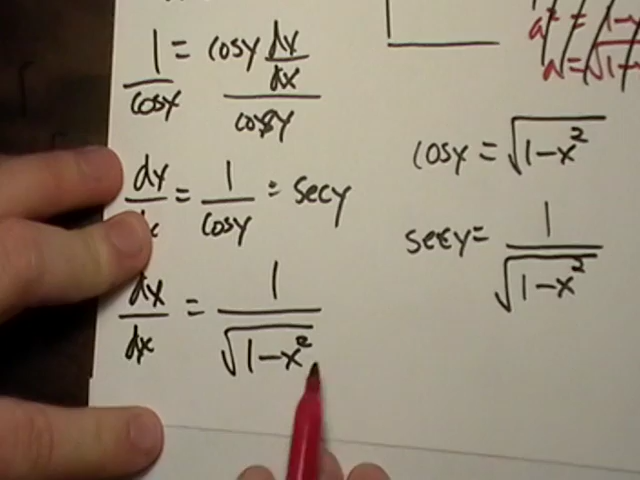 1/cosy = cosy dy/dx / cosy
dy/dx = 1/cosy = secy
dy/dx = 1/√(1-x²)
cosy = √(1-x²)
secy = 1/√(1-x²)